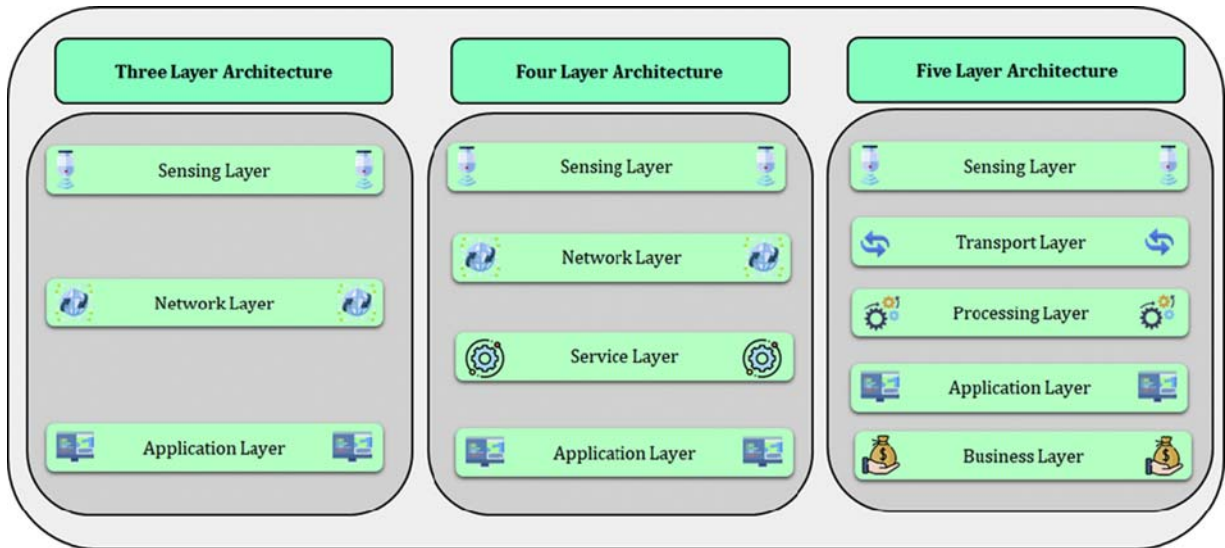 Three Layer Architecture
Sensing Layer
Network Layer
Application Layer
Four Layer Architecture
Sensing Layer
Network Layer
Service Layer
Application Layer
Five Layer Architecture
Sensing Layer
Transport Layer
Processing Layer
Application Layer
Business Layer